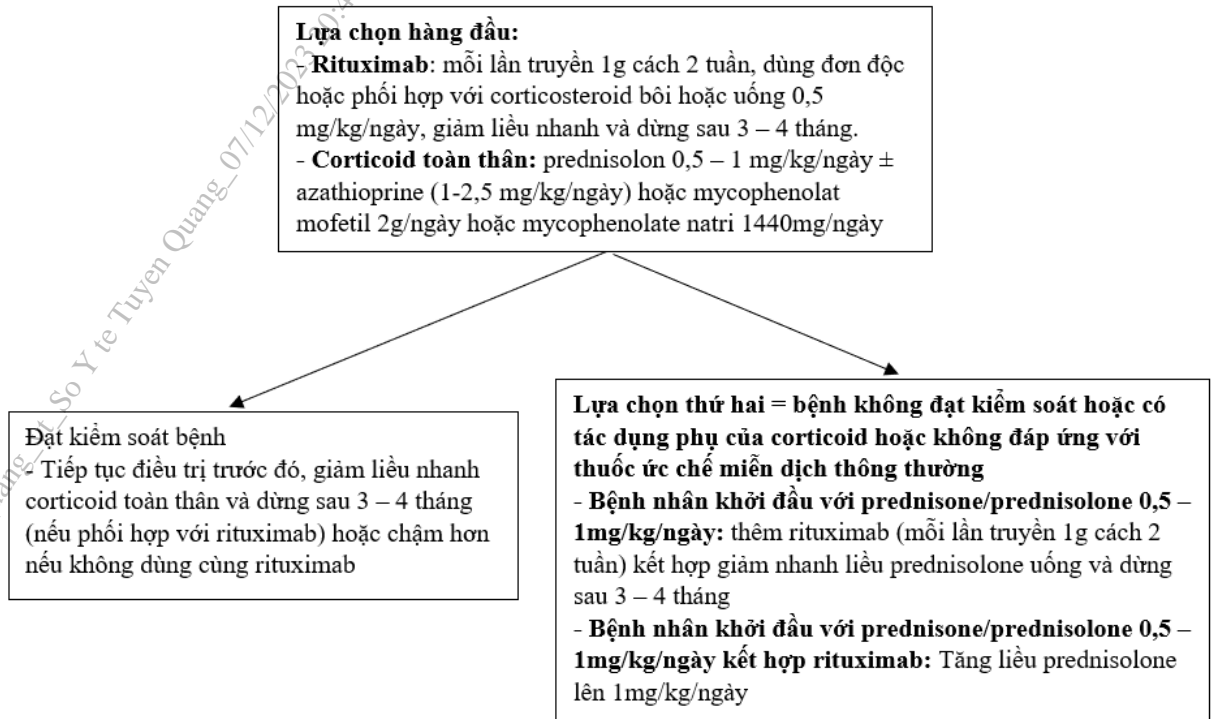 Lựa chọn hàng đầu:
- Rituximab: mỗi lần truyền 1g cách 2 tuần, dùng đơn độc
hoặc phối hợp với corticosteroid bôi hoặc uống 0,5
mg/kg/ngày, giảm liều nhanh và dừng sau 3 – 4 tháng.
- Corticoid toàn thân: prednisolon 0,5 – 1 mg/kg/ngày ±
azathioprine (1-2,5 mg/kg/ngày) hoặc mycophenolat
mofetil 2g/ngày hoặc mycophenolate natri 1440mg/ngày
Đạt kiểm soát bệnh
- Tiếp tục điều trị trước đó, giảm liều nhanh
corticoid toàn thân và dừng sau 3 – 4 tháng
(nếu phối hợp với rituximab) hoặc chậm hơn
nếu không dùng cùng rituximab
Lựa chọn thứ hai = bệnh không đạt kiểm soát hoặc có
tác dụng phụ của corticoid hoặc không đáp ứng với
thuốc ức chế miễn dịch thông thường
- Bệnh nhân khởi đầu với prednisone/prednisolone 0,5 –
1mg/kg/ngày: thêm rituximab (mỗi lần truyền 1g cách 2
tuần) kết hợp giảm nhanh liều prednisolone uống và dừng
sau 3 – 4 tháng
- Bệnh nhân khởi đầu với prednisone/prednisolone 0,5 –
1mg/kg/ngày kết hợp rituximab: Tăng liều prednisolone
lên 1mg/kg/ngày
So Y te Tuyen Quang_07/12/2023